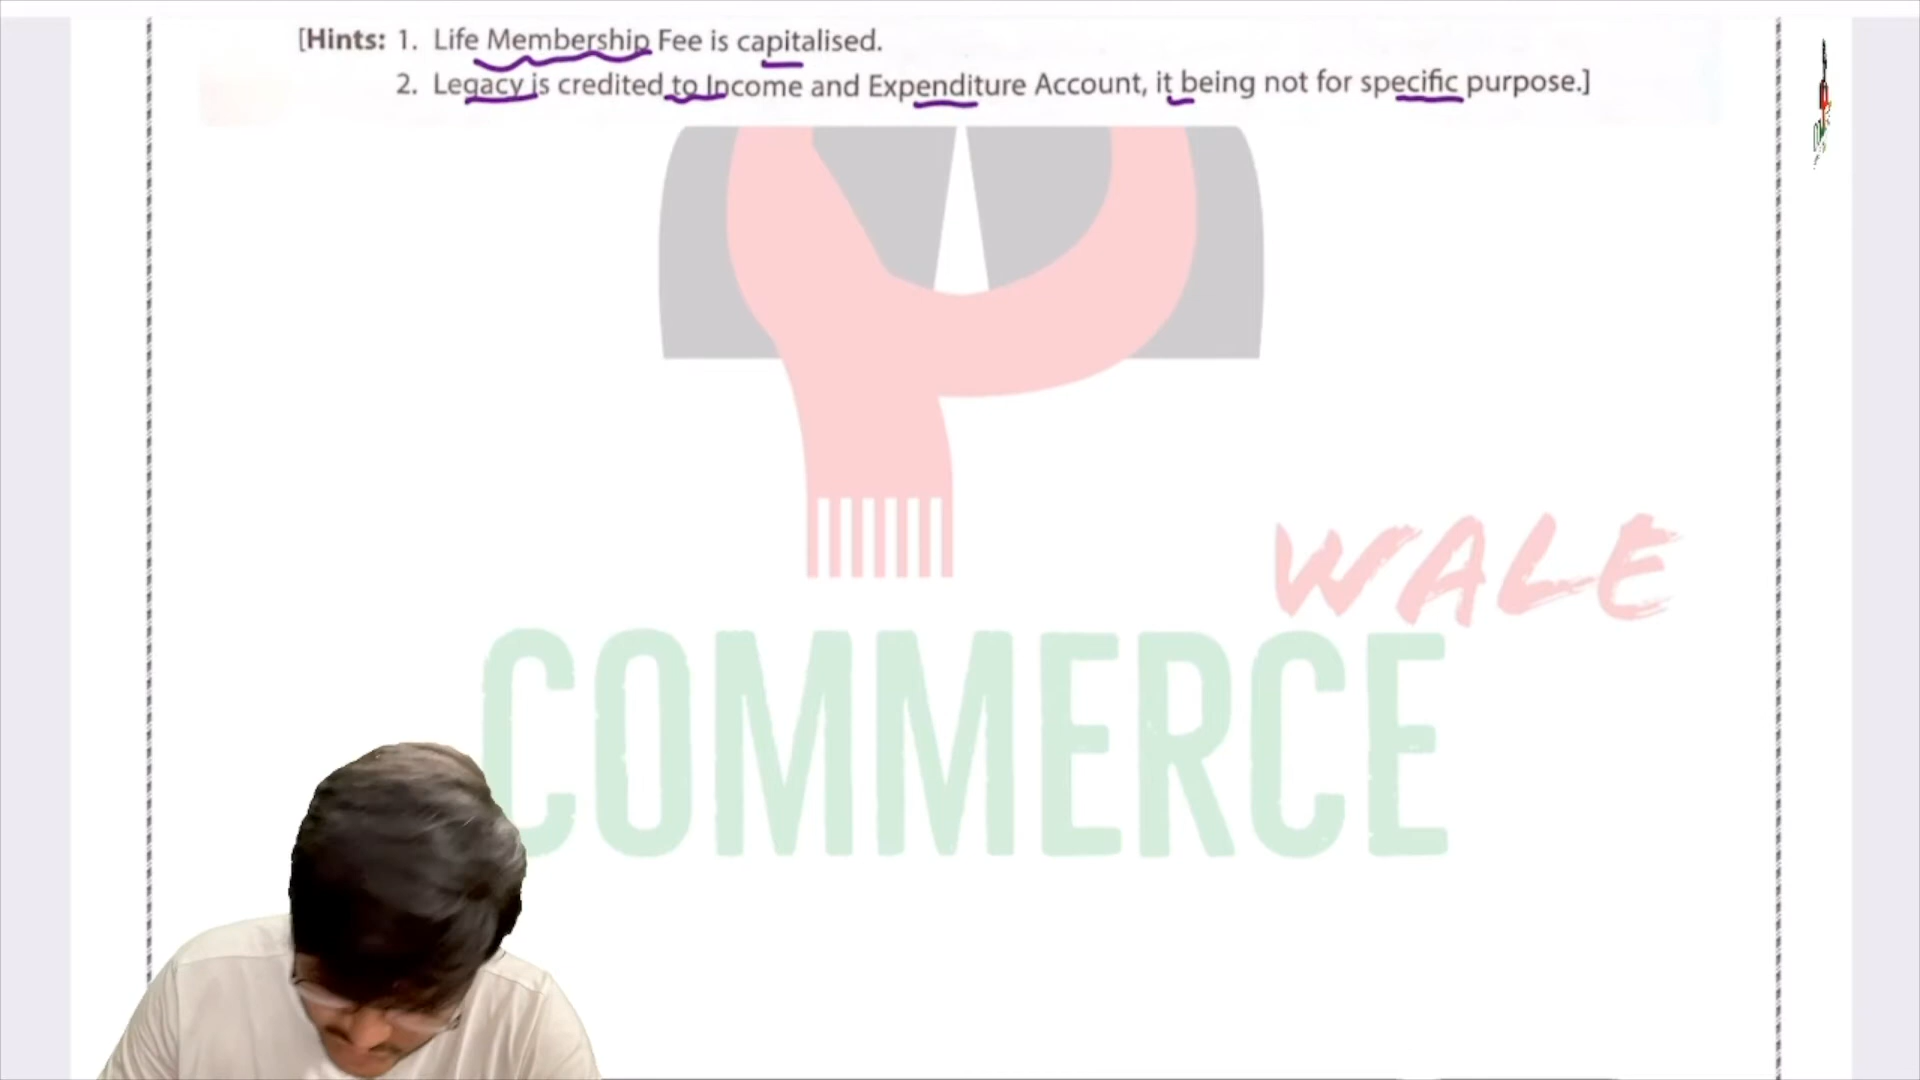 [Hints: 1. Life Membership Fee is capitalised.
2. Legacy is credited to Income and Expenditure Account, it being not for specific purpose.]
WALE
COMMERCE